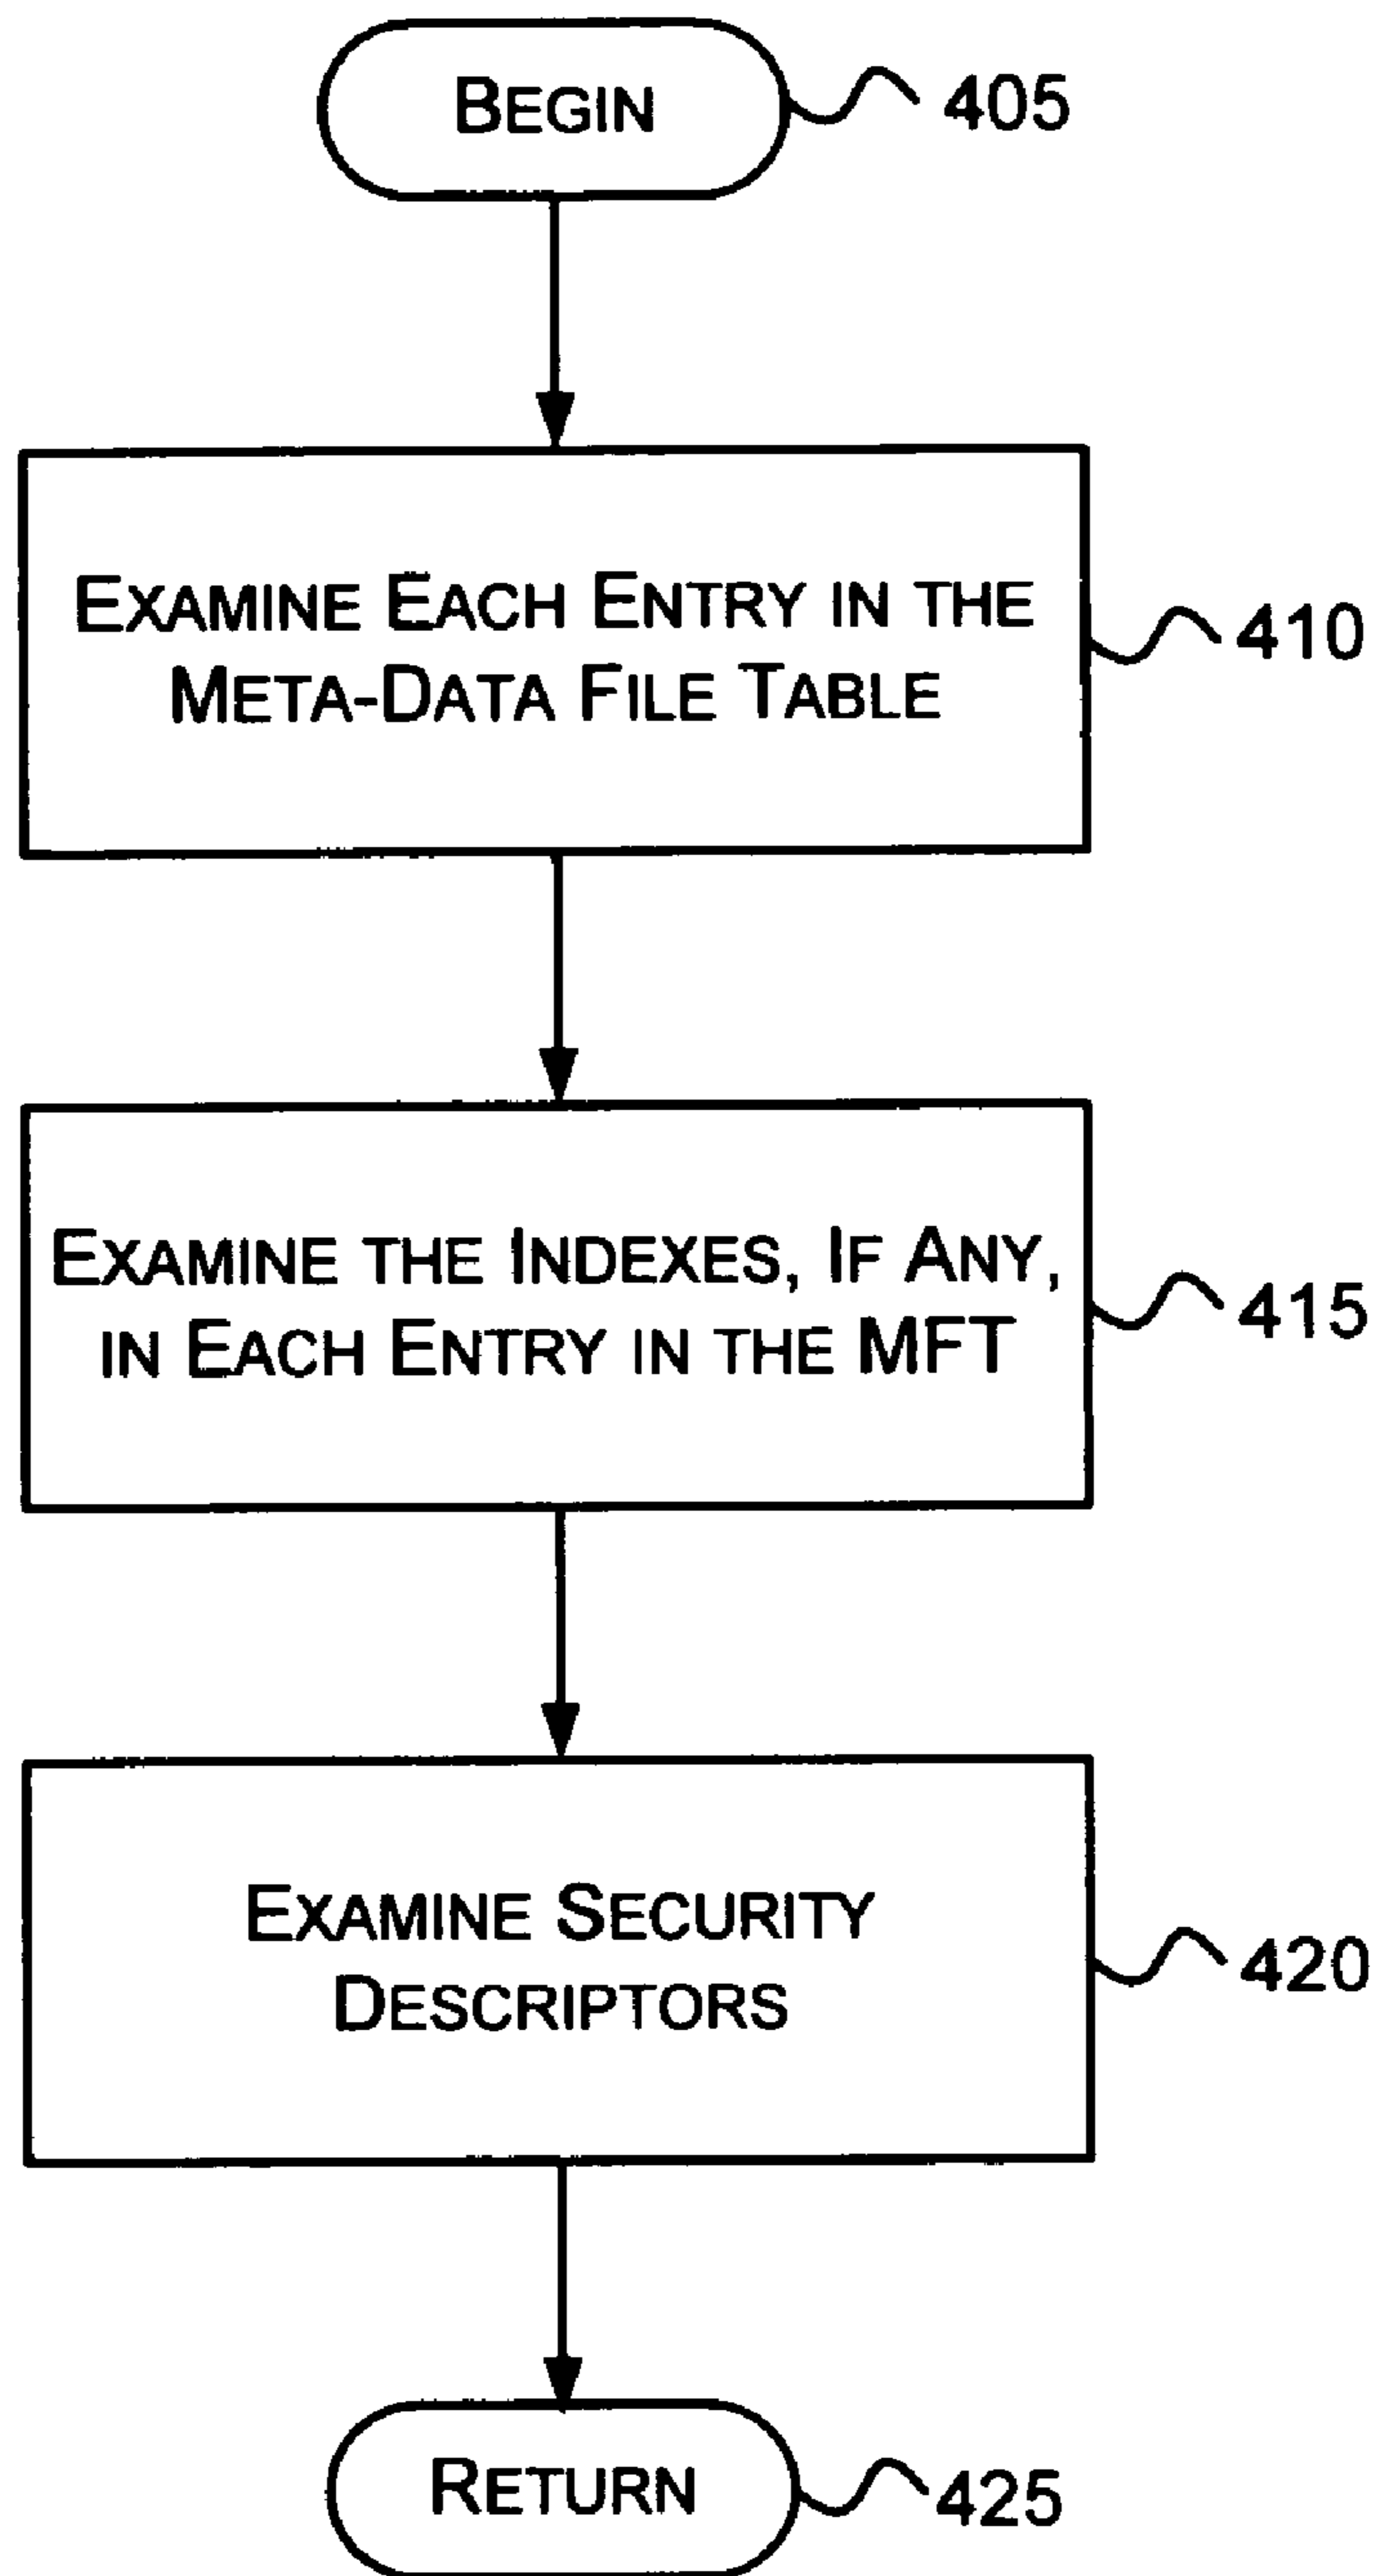 BEGIN
405
EXAMINE EACH ENTRY IN THE
META-DATA FILE TABLE
410
EXAMINE THE INDEXES, IF ANY,
IN EACH ENTRY IN THE MFT
415
EXAMINE SECURITY
DESCRIPTORS
420
RETURN
425